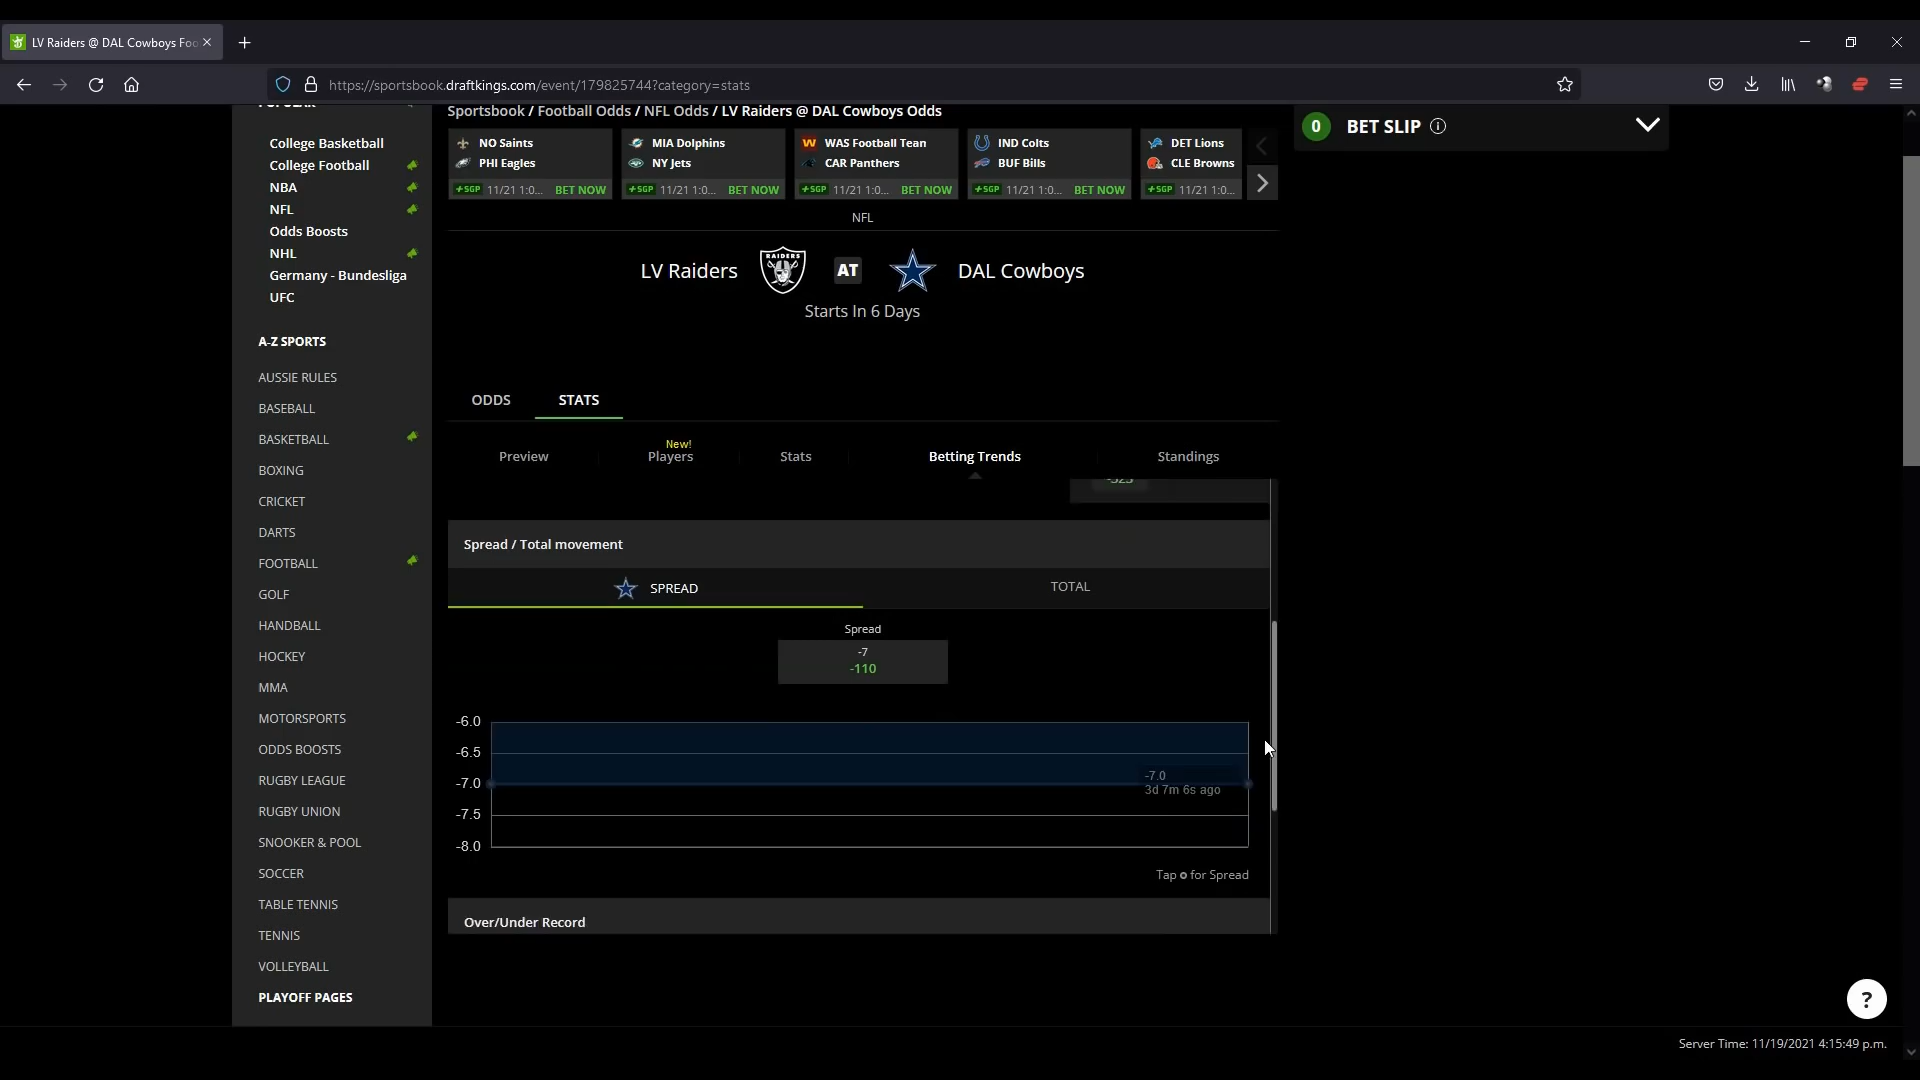 LV Raiders @ DAL Cowboys Foo
https://sportsbook.draftkings.com/event/179825744?category=stats
POPULAR
College Basketball
College Football
NBA
NFL
Odds Boosts
NHL
Germany - Bundesliga
UFC
A-Z SPORTS
AUSSIE RULES
BASEBALL
BASKETBALL
BOXING
CRICKET
DARTS
FOOTBALL
GOLF
HANDBALL
HOCKEY
MMA
MOTORSPORTS
ODDS BOOSTS
RUGBY LEAGUE
RUGBY UNION
SNOOKER & POOL
SOCCER
TABLE TENNIS
TENNIS
VOLLEYBALL
PLAYOFF PAGES
Sportsbook / Football Odds / NFL Odds / LV Raiders @ DAL Cowboys Odds
NO Saints
PHI Eagles
+SGP 11/21 1:0... BET NOW
MIA Dolphins
NY Jets
+SGP 11/21 1:0... BET NOW
W WAS Football Tean
CAR Panthers
+SGP 11/21 1:0... BET NOW
IND Colts
BUF Bills
+SGP 11/21 1:0... BET NOW
DET Lions
CLE Browns
+SGP 11/21 1:0...
NFL
LV Raiders RAIDERS AT DAL Cowboys
Starts In 6 Days
ODDS STATS
New!
Preview Players Stats Betting Trends Standings
-325
Spread / Total movement
SPREAD TOTAL
Spread
-7
-110
-6.0
-6.5
-7.0
-7.5
-8.0
-7.0
3d 7m 6s ago
Tap o for Spread
Over/Under Record
0 BET SLIP i
?
Server Time: 11/19/2021 4:15:49 p.m.